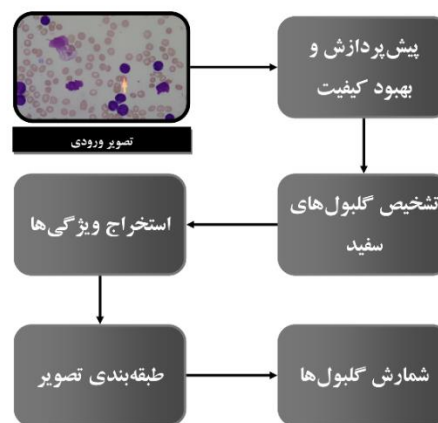 تصویر ورودی
پیش‌پردازش و
بهبود کیفیت
تشخیص گلبول‌های
سفید
استخراج ویژگی‌ها
طبقه‌بندی تصویر
شمارش گلبول‌ها